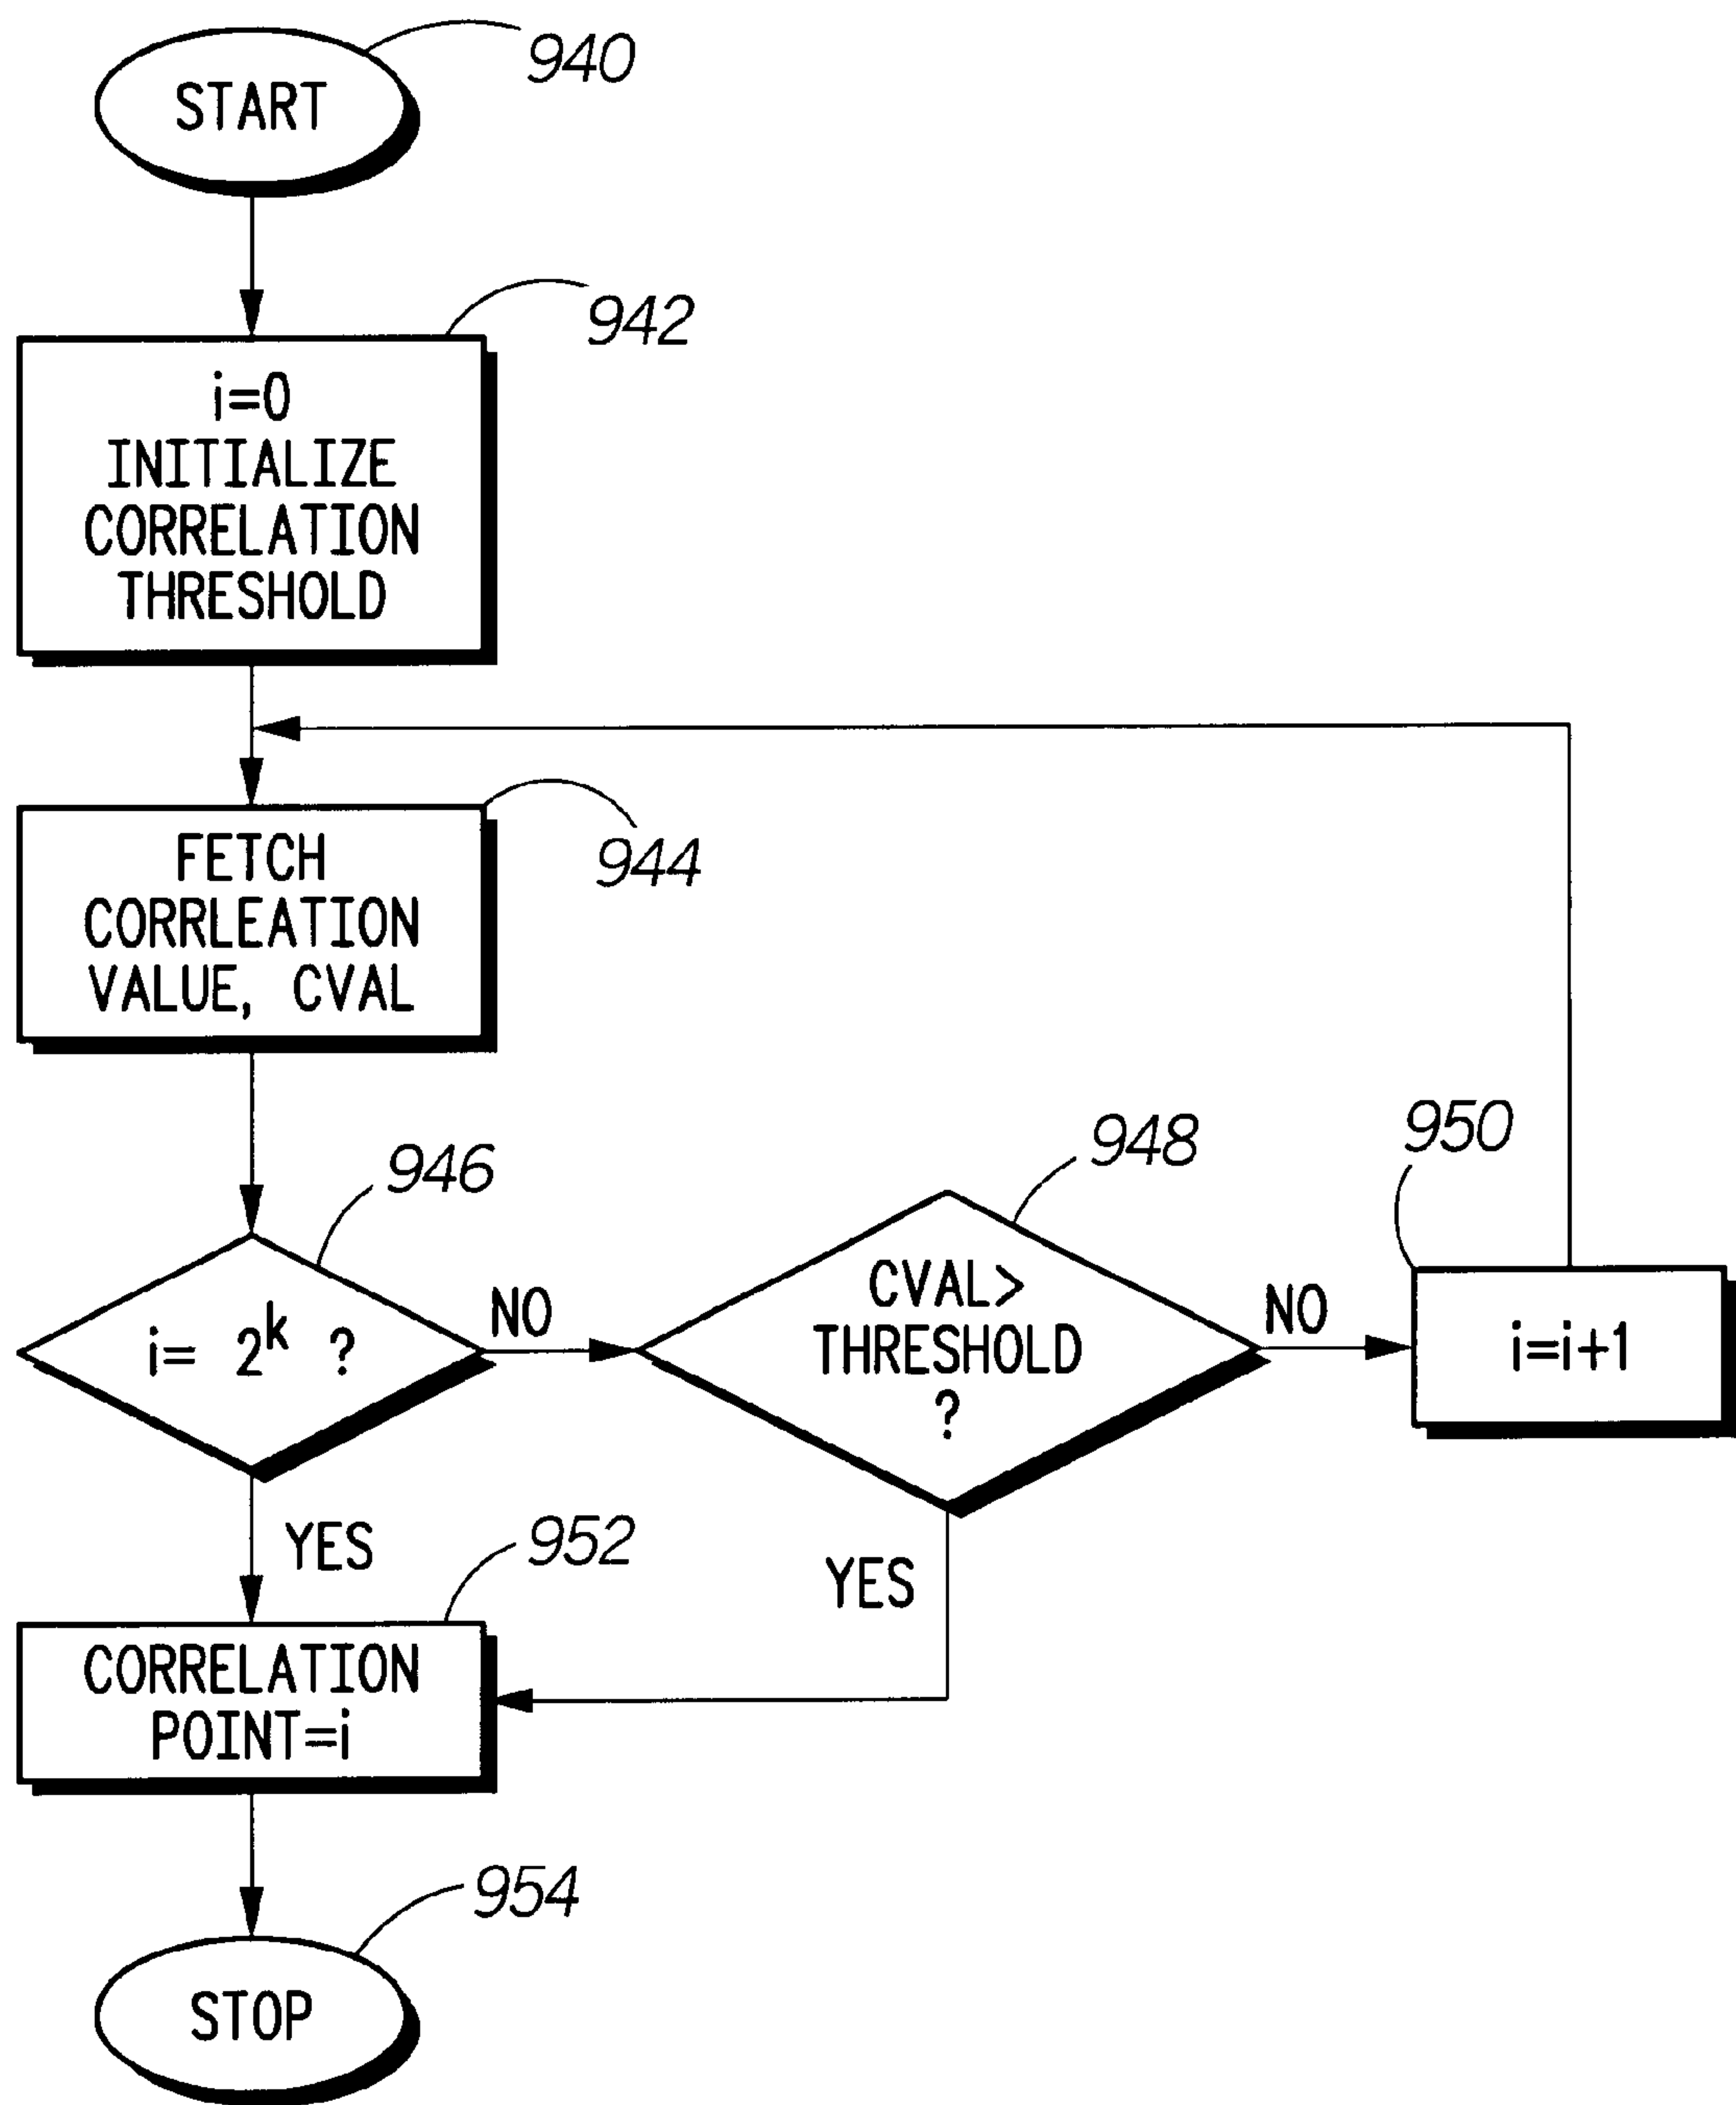 940
START
942
i=0
INITIALIZE
CORRELATION
THRESHOLD
944
FETCH
CORRLEATION
VALUE, CVAL
946
i= 2^k ?
NO
948
CVAL>
THRESHOLD
?
NO
950
i=i+1
YES
YES
952
CORRELATION
POINT=i
954
STOP